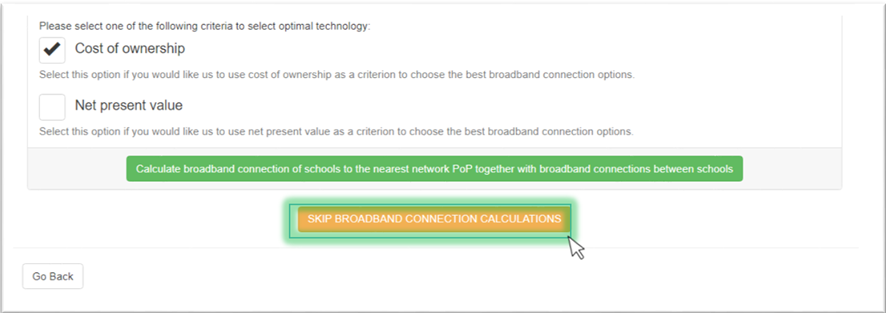 Please select one of the following criteria to select optimal technology:
Cost of ownership
Select this option if you would like us to use cost of ownership as a criterion to choose the best broadband connection options.
Net present value
Select this option if you would like us to use net present value as a criterion to choose the best broadband connection options.
Calculate broadband connection of schools to the nearest network PoP together with broadband connections between schools
SKIP BROADBAND CONNECTION CALCULATIONS
Go Back